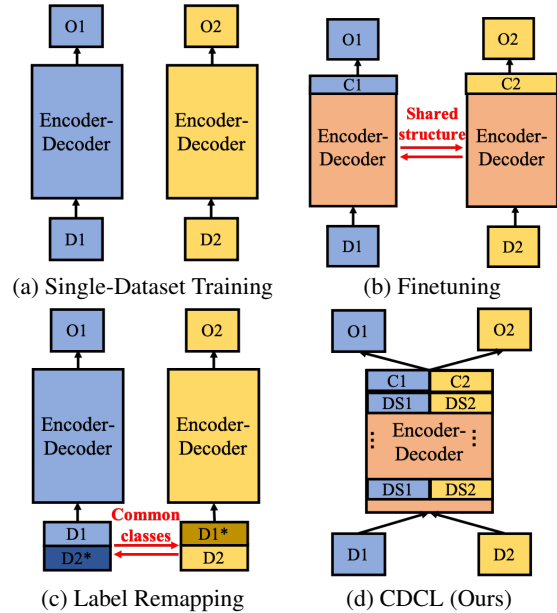 O1
O2
Encoder-
Decoder
Encoder-
Decoder
D1
D2
(a) Single-Dataset Training
O1
O2
C1
C2
Encoder-
Decoder
Shared
structure
Encoder-
Decoder
D1
D2
(b) Finetuning
O1
O2
Encoder-
Decoder
Encoder-
Decoder
D1
D2*
Common
classes
D1*
D2
(c) Label Remapping
O1
O2
C1 C2
DS1 DS2
⋮ Encoder- ⋮
Decoder
DS1 DS2
D1
D2
(d) CDCL (Ours)